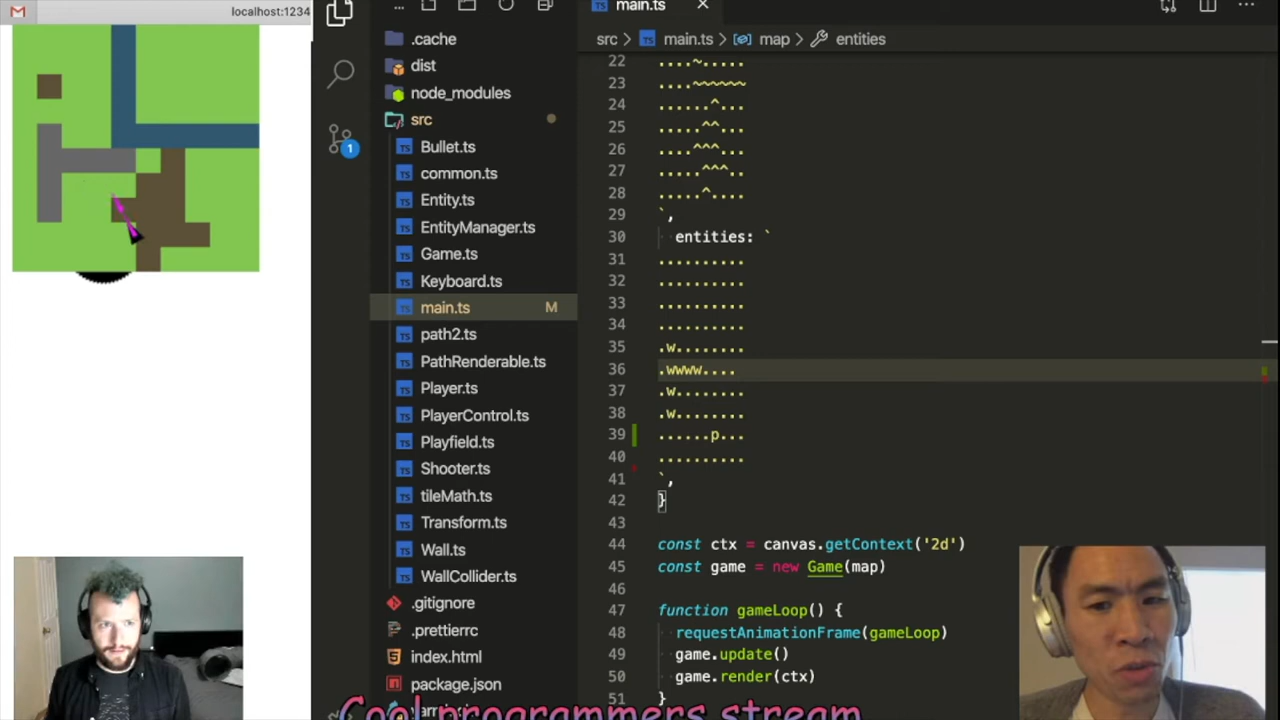 localhost:1234
...
main.ts
...
src > main.ts > map > entities
.cache
dist
node_modules
src
Bullet.ts
common.ts
Entity.ts
EntityManager.ts
Game.ts
Keyboard.ts
main.ts M
path2.ts
PathRenderable.ts
Player.ts
PlayerControl.ts
Playfield.ts
Shooter.ts
tileMath.ts
Transform.ts
Wall.ts
WallCollider.ts
.gitignore
.prettierrc
index.html
package.json
1
22 ....~.....
23 ....~~~~~~
24 ......^...
25 .....^^...
26 ....^^^...
27 .....^^^..
28 .....^....
29 `,
30 entities: `
31 ..........
32 ..........
33 ..........
34 ..........
35 .w........
36 .wwww....
37 .w........
38 .w........
39 ......p...
40 ..........
41 `,
42 }
43
44 const ctx = canvas.getContext('2d')
45 const game = new Game(map)
46
47 function gameLoop() {
48 requestAnimationFrame(gameLoop)
49 game.update()
50 game.render(ctx)
51 }
Cool programmers stream